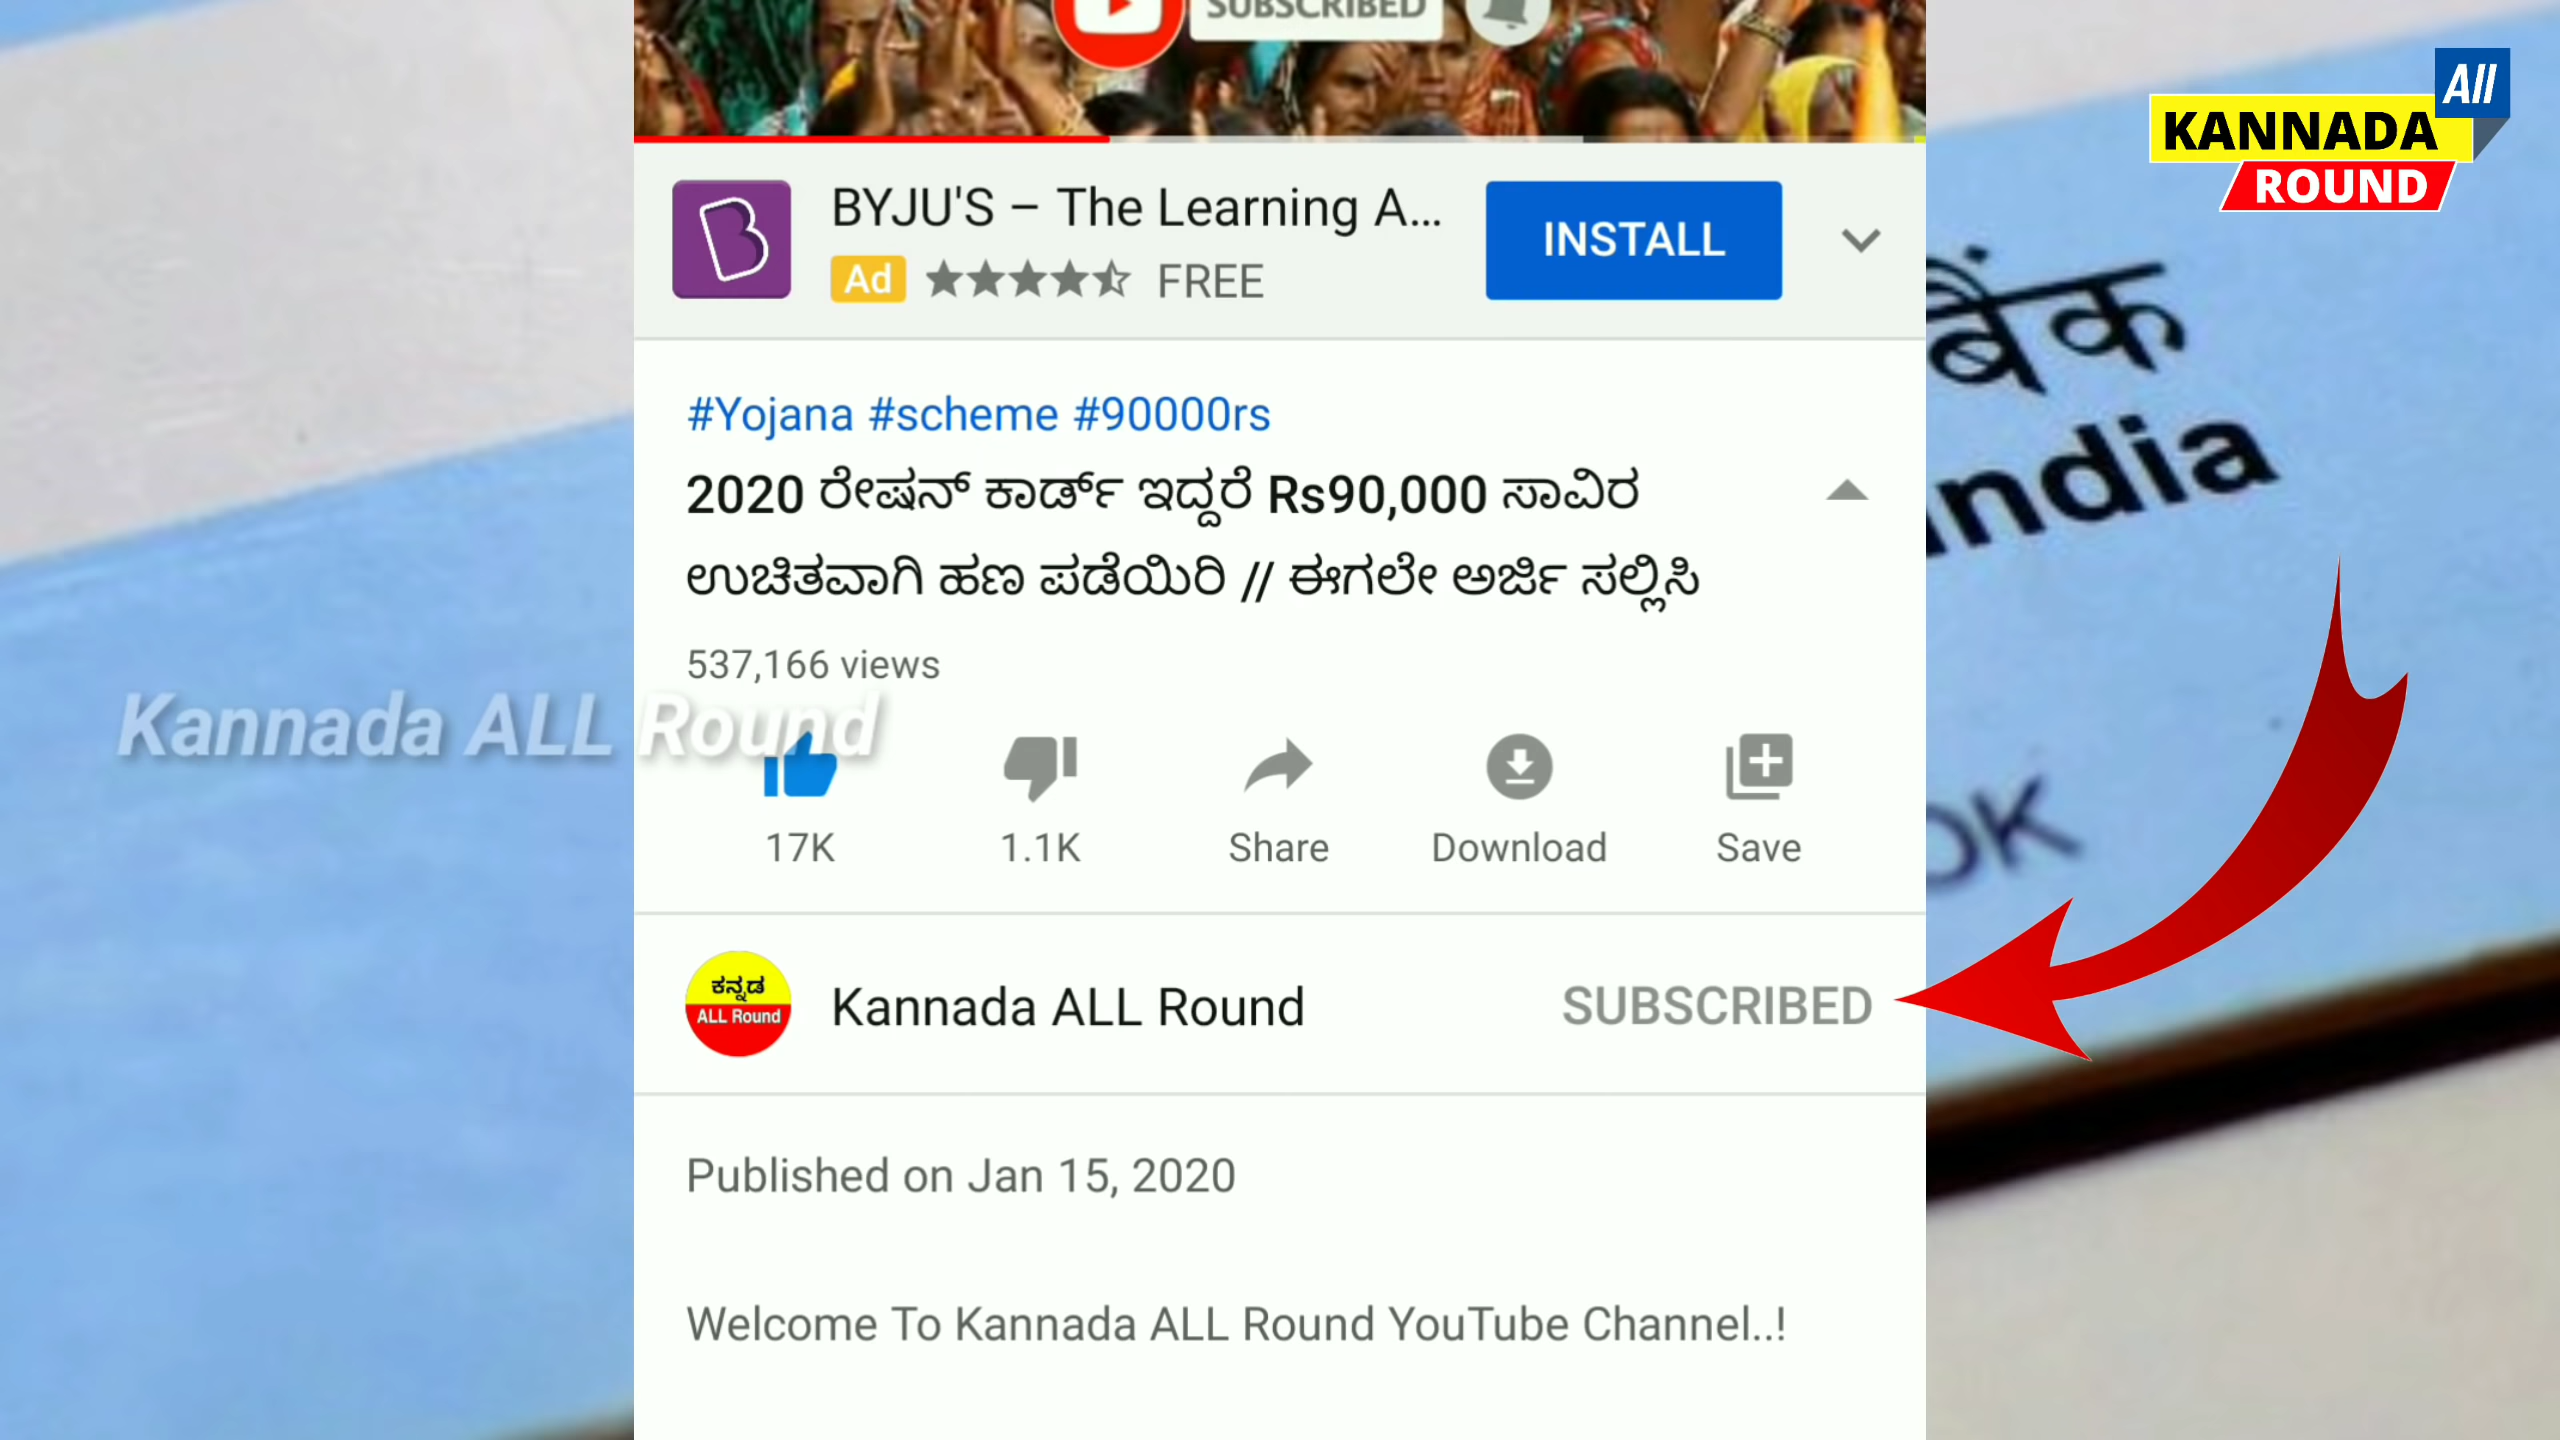 SUBSCRIBED
All
KANNADA
ROUND
BYJU'S – The Learning A...
INSTALL
Ad
FREE
#Yojana #scheme #90000rs
2020 ರೇಷನ್ ಕಾರ್ಡ್ ಇದ್ದರೆ Rs90,000 ಸಾವಿರ
ಉಚಿತವಾಗಿ ಹಣ ಪಡೆಯಿರಿ // ಈಗಲೇ ಅರ್ಜಿ ಸಲ್ಲಿಸಿ
537,166 views
Kannada ALL Round
17K
1.1K
Share
Download
Save
ಕನ್ನಡ
ALL Round
Kannada ALL Round
SUBSCRIBED
Published on Jan 15, 2020
Welcome To Kannada ALL Round YouTube Channel..!
बैंक
ndia
OK